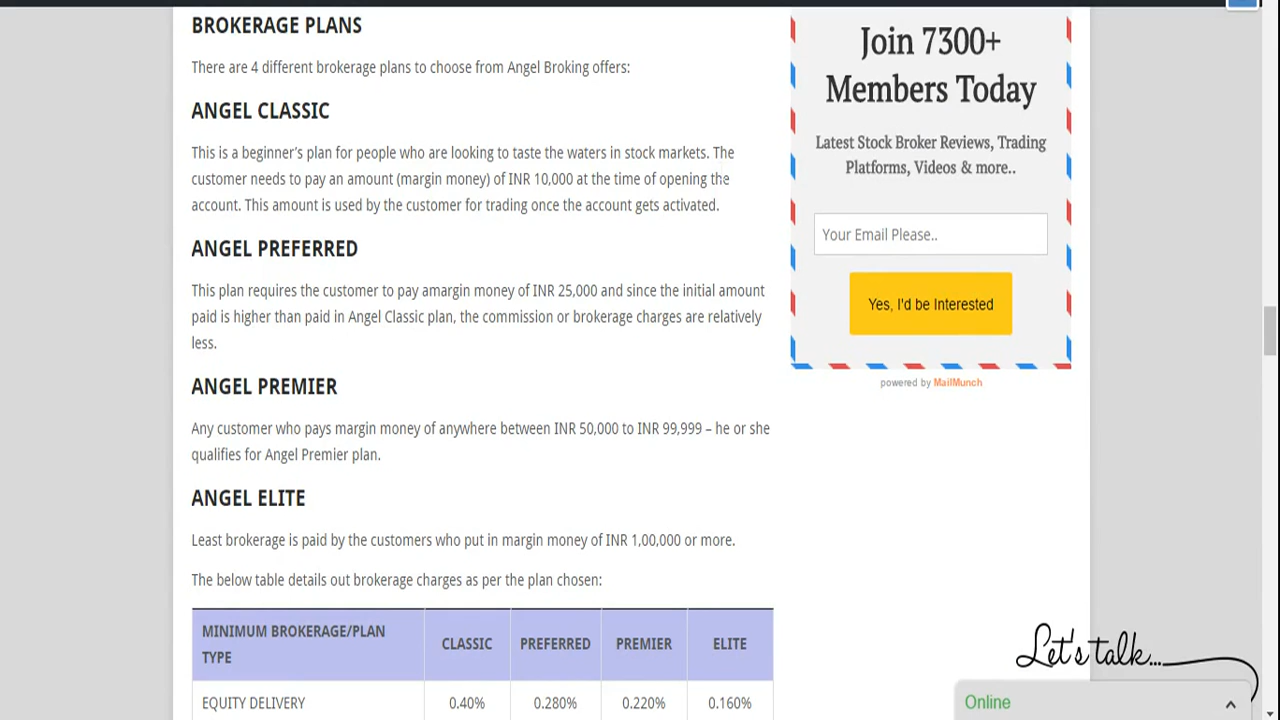 BROKERAGE PLANS
There are 4 different brokerage plans to choose from Angel Broking offers:
ANGEL CLASSIC
This is a beginner's plan for people who are looking to taste the waters in stock markets. The
customer needs to pay an amount (margin money) of INR 10,000 at the time of opening the
account. This amount is used by the customer for trading once the account gets activated.
ANGEL PREFERRED
This plan requires the customer to pay amargin money of INR 25,000 and since the initial amount
paid is higher than paid in Angel Classic plan, the commission or brokerage charges are relatively
less.
ANGEL PREMIER
Any customer who pays margin money of anywhere between INR 50,000 to INR 99,999 – he or she
qualifies for Angel Premier plan.
ANGEL ELITE
Least brokerage is paid by the customers who put in margin money of INR 1,00,000 or more.
The below table details out brokerage charges as per the plan chosen:
MINIMUM BROKERAGE/PLAN
TYPE
CLASSIC PREFERRED PREMIER ELITE
EQUITY DELIVERY 0.40% 0.280% 0.220% 0.160%
Join 7300+
Members Today
Latest Stock Broker Reviews, Trading
Platforms, Videos & more..
Your Email Please..
Yes, I'd be Interested
powered by MailMunch
Let's talk...
Online